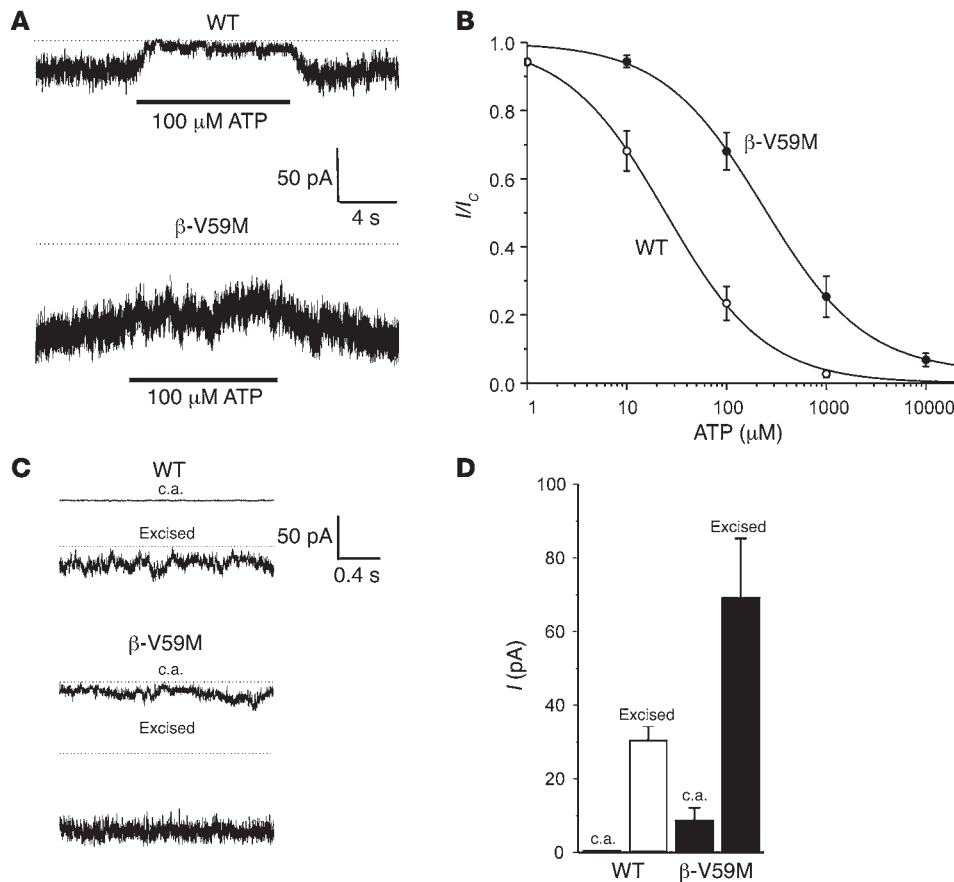 A
WT
100 μM ATP
50 pA
4 s
β-V59M
100 μM ATP
B
1.0
0.8
0.6
0.4
0.2
0.0
I/I_C
β-V59M
WT
1
10
100
1000
10000
ATP (μM)
C
WT
c.a.
Excised
50 pA
0.4 s
β-V59M
c.a.
Excised
D
100
80
60
40
20
0
I (pA)
Excised
Excised
c.a.
c.a.
WT
β-V59M